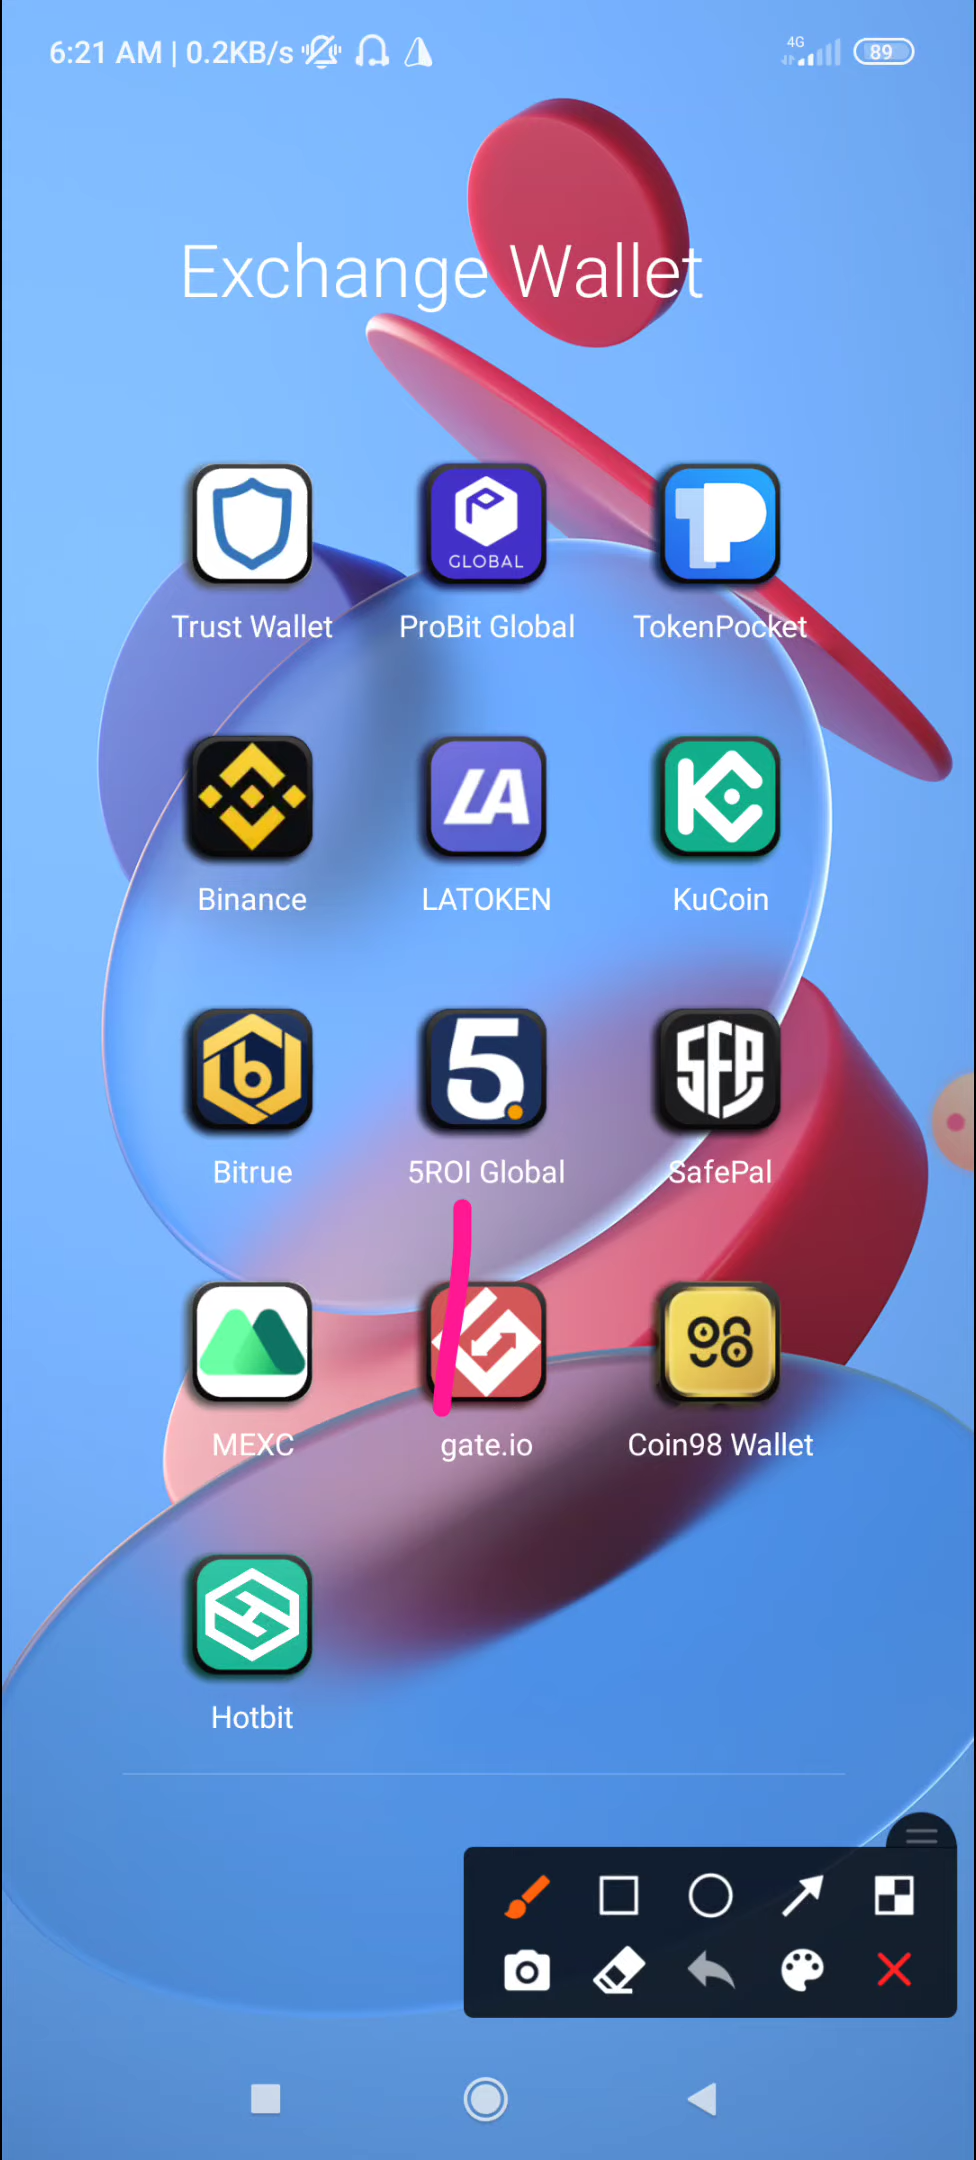 6:21 AM | 0.2KB/s 4G 89
Exchange Wallet
GLOBAL
Trust Wallet ProBit Global TokenPocket
LA
Binance LATOKEN KuCoin
b 5 SFP
Bitrue 5ROI Global SafePal
98
MEXC gate.io Coin98 Wallet
Hotbit